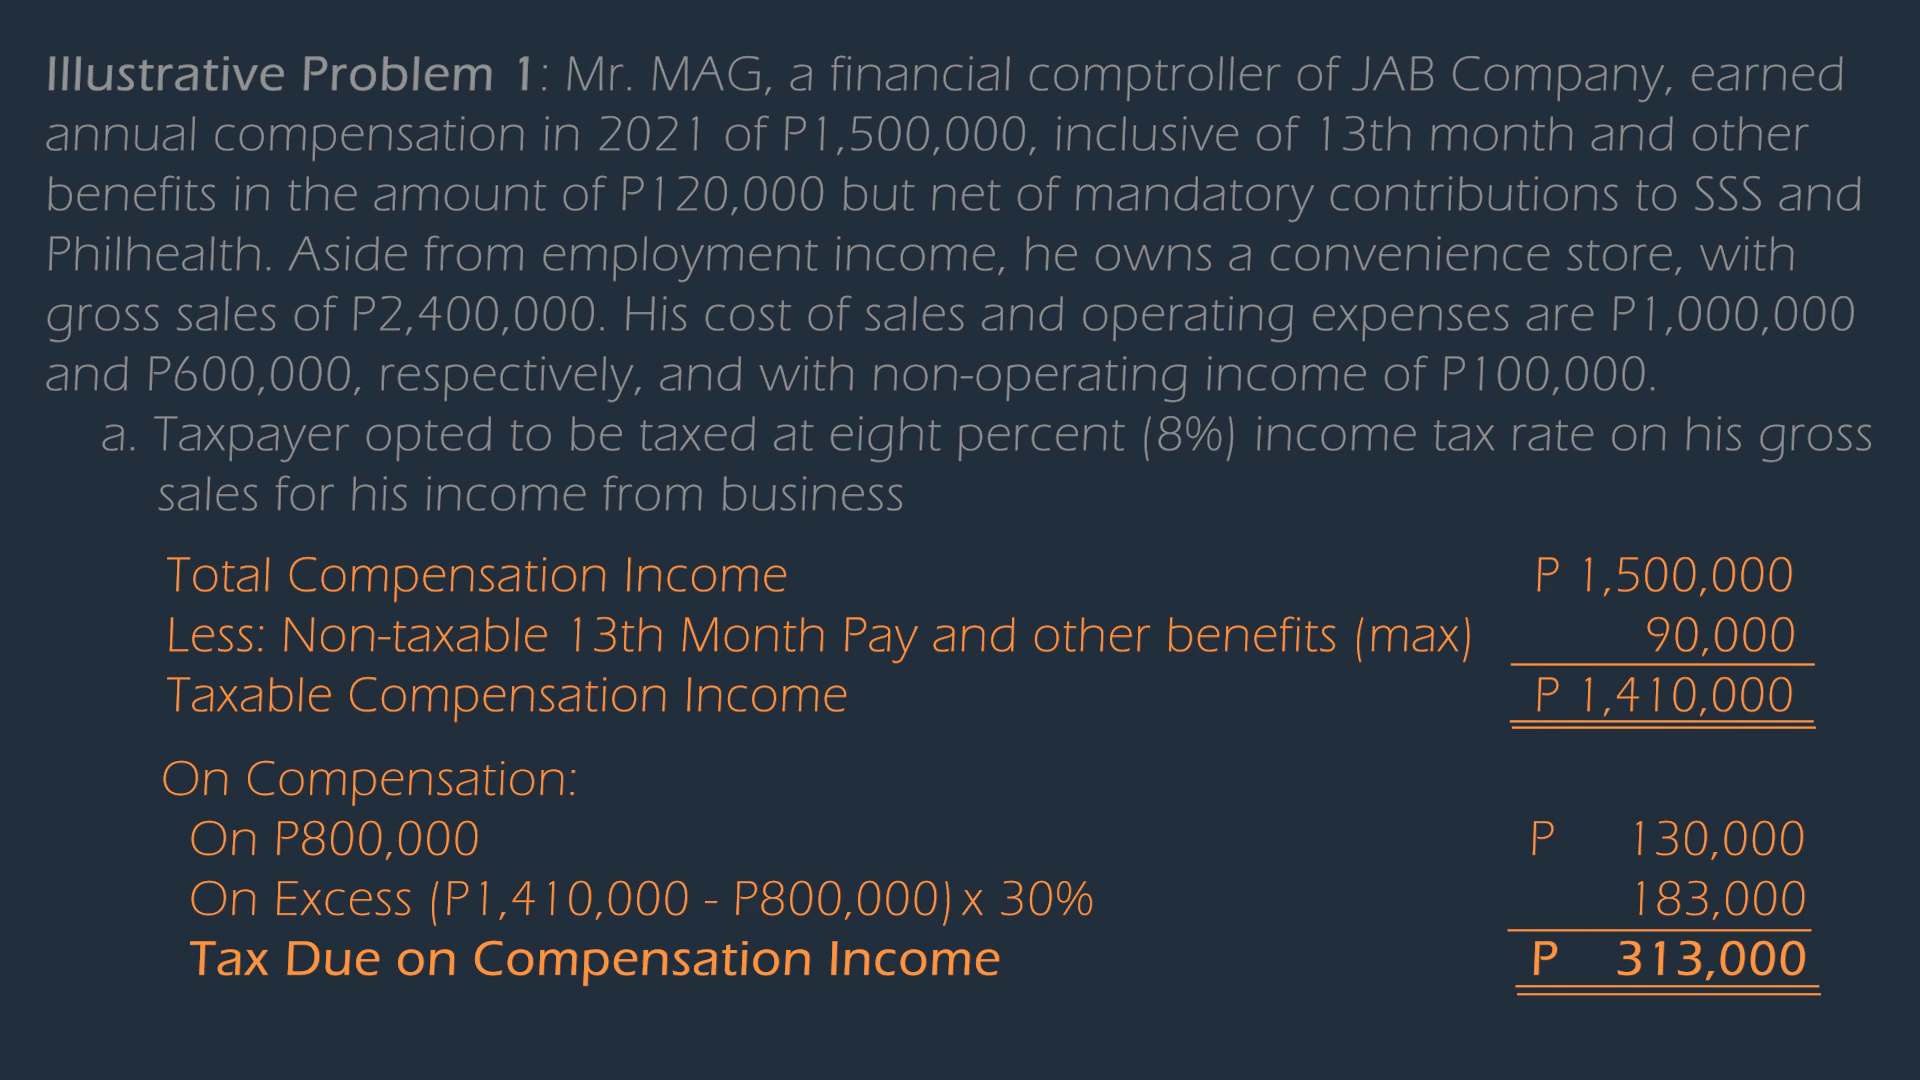 Illustrative Problem 1: Mr. MAG, a financial comptroller of JAB Company, earned
annual compensation in 2021 of P1,500,000, inclusive of 13th month and other
benefits in the amount of P120,000 but net of mandatory contributions to SSS and
Philhealth. Aside from employment income, he owns a convenience store, with
gross sales of P2,400,000. His cost of sales and operating expenses are P1,000,000
and P600,000, respectively, and with non-operating income of P100,000.
a. Taxpayer opted to be taxed at eight percent (8%) income tax rate on his gross
sales for his income from business
Total Compensation Income P 1,500,000
Less: Non-taxable 13th Month Pay and other benefits (max) 90,000
Taxable Compensation Income P 1,410,000
On Compensation:
On P800,000 P 130,000
On Excess (P1,410,000 - P800,000) x 30% 183,000
Tax Due on Compensation Income P 313,000